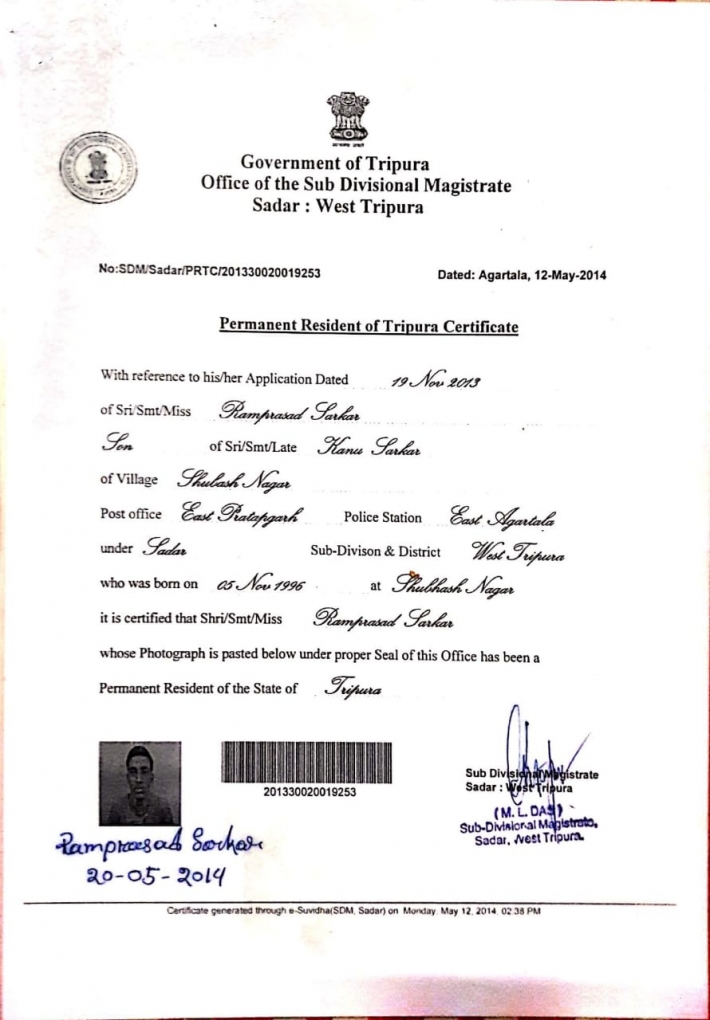 Government of Tripura
Office of the Sub Divisional Magistrate
Sadar : West Tripura
No:SDM/Sadar/PRTC/201330020019253 Dated: Agartala, 12-May-2014
Permanent Resident of Tripura Certificate
With reference to his/her Application Dated 19 Nov 2013
of Sri/Smt/Miss Ramprasad Sarkar
Son of Sri/Smt/Late Kanu Sarkar
of Village Shubash Nagar
Post office East Pratapgarh Police Station East Agartala
under Sadar Sub-Divison & District West Tripura
who was born on 05 Nov 1996 at Shubhash Nagar
it is certified that Shri/Smt/Miss Ramprasad Sarkar
whose Photograph is pasted below under proper Seal of this Office has been a
Permanent Resident of the State of Tripura
201330020019253
Sub Divisional Magistrate
Sadar : West Tripura
(M. L. DAS)
Sub-Divisional Magistrate,
Sadar, West Tripura.
Ramprasad Sarkar
20-05-2014
Certificate generated through e-Suvidha(SDM, Sadar) on Monday, May 12, 2014, 02:38 PM